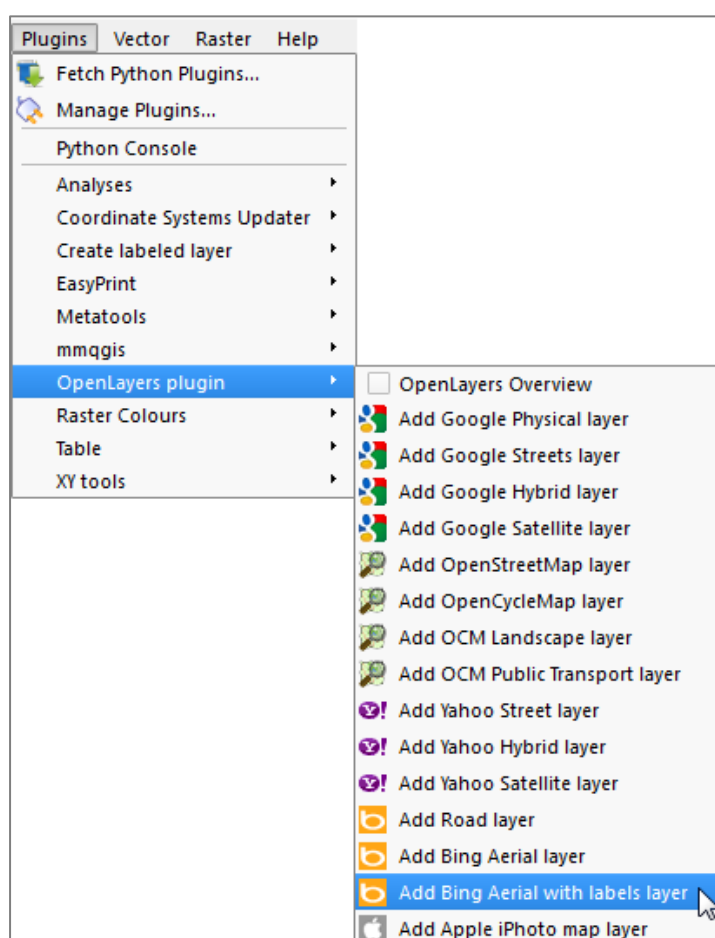 Plugins Vector Raster Help
Fetch Python Plugins...
Manage Plugins...
Python Console
Analyses
Coordinate Systems Updater
Create labeled layer
EasyPrint
Metatools
mmqgis
OpenLayers plugin
Raster Colours
Table
XY tools
OpenLayers Overview
Add Google Physical layer
Add Google Streets layer
Add Google Hybrid layer
Add Google Satellite layer
Add OpenStreetMap layer
Add OpenCycleMap layer
Add OCM Landscape layer
Add OCM Public Transport layer
Add Yahoo Street layer
Add Yahoo Hybrid layer
Add Yahoo Satellite layer
Add Road layer
Add Bing Aerial layer
Add Bing Aerial with labels layer
Add Apple iPhoto map layer